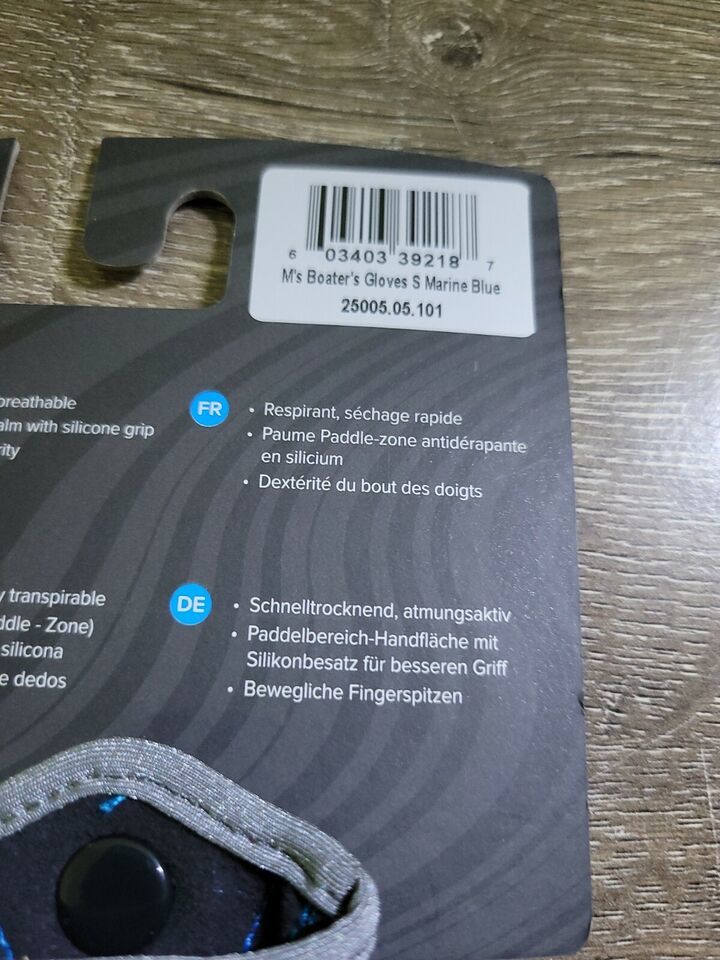 6 03403 39218 7
M's Boater's Gloves S Marine Blue
25005.05.101
breathable
alm with silicone grip
rity
FR
• Respirant, séchage rapide
• Paume Paddle-zone antidérapante
en silicium
• Dextérité du bout des doigts
y transpirable
ddle - Zone)
silicona
e dedos
DE
• Schnelltrocknend, atmungsaktiv
• Paddelbereich-Handfläche mit
Silikonbesatz für besseren Griff
• Bewegliche Fingerspitzen